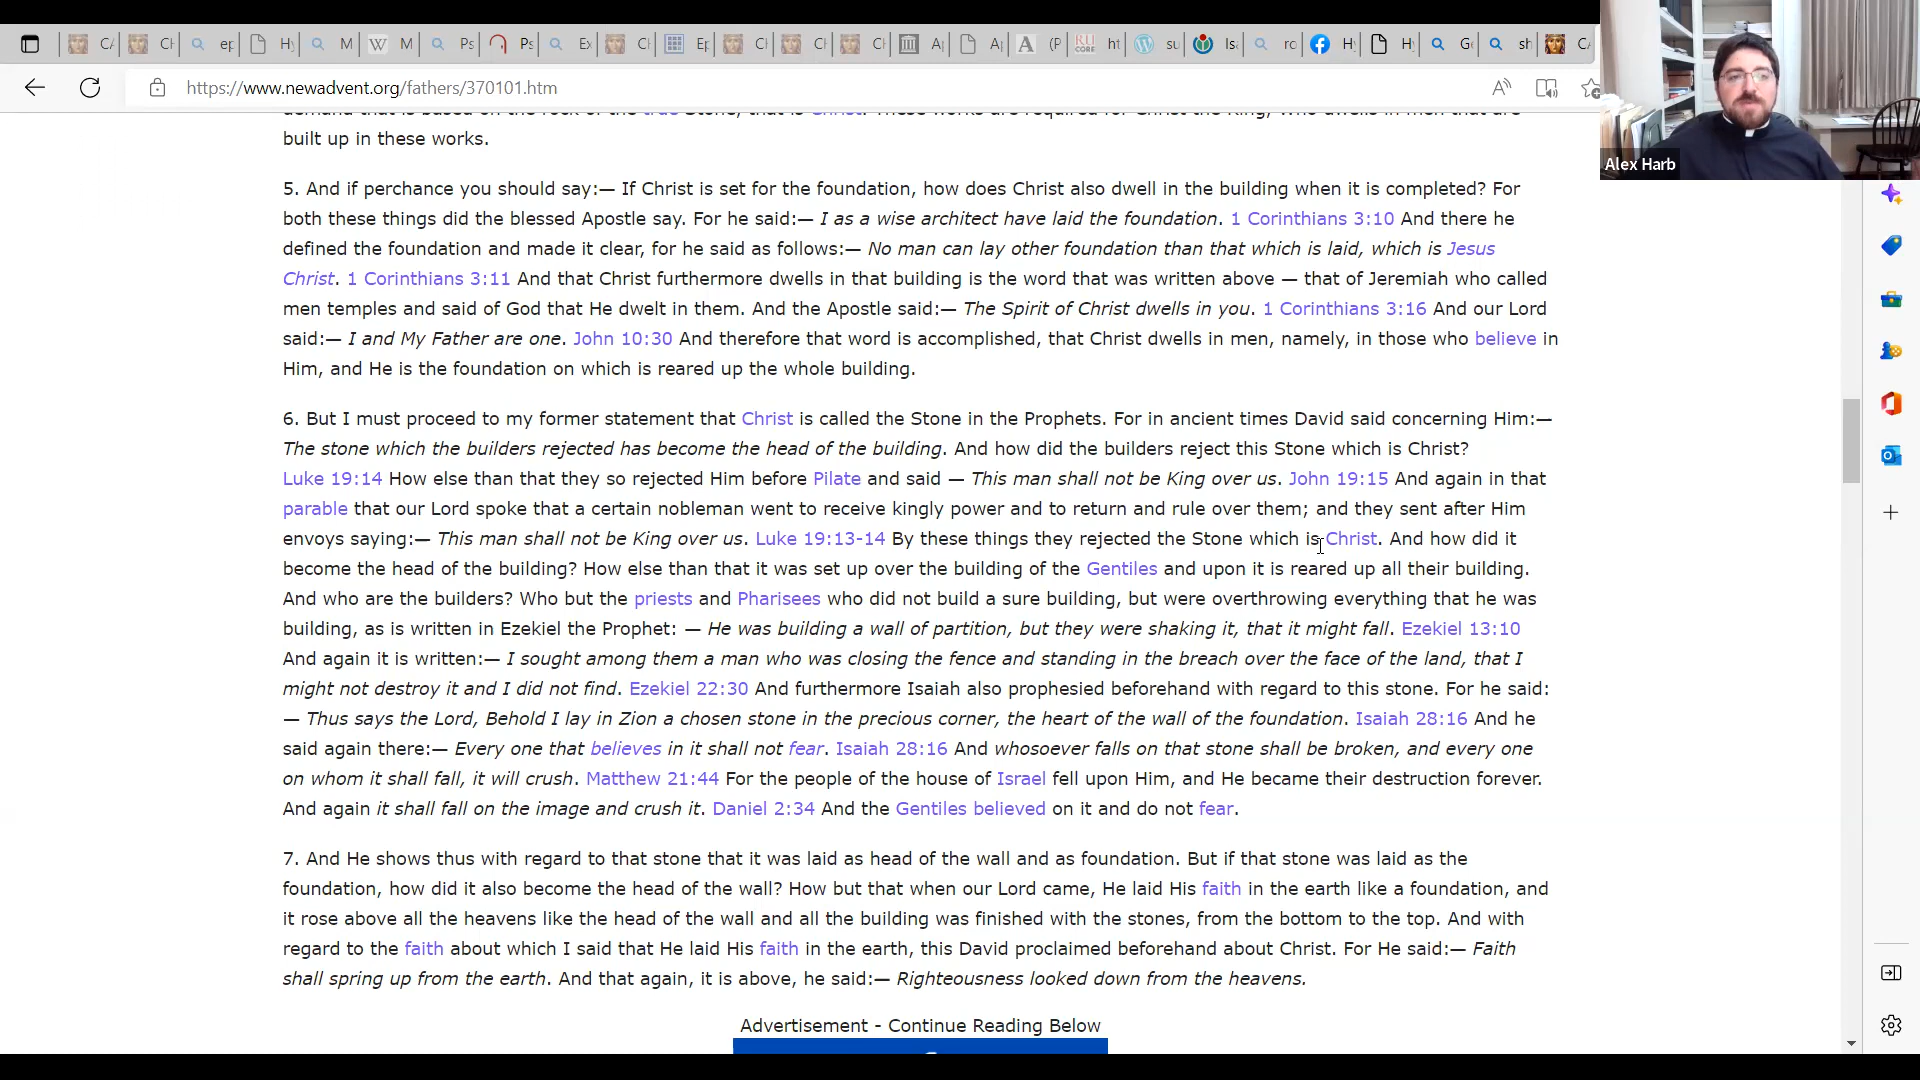 CA
Cl
ep
Hy
M
W
M
Ps
Ps
Ex
Cl
Ep
Cl
Cl
Cl
Aj
Aj
A
(P
RU
CORE
ht
su
Is
ro
Hy
Hy
Ge
sh
CA
https://www.newadvent.org/fathers/370101.htm
Alex Harb
built up in these works.
5. And if perchance you should say:— If Christ is set for the foundation, how does Christ also dwell in the building when it is completed? For
both these things did the blessed Apostle say. For he said:— I as a wise architect have laid the foundation. 1 Corinthians 3:10 And there he
defined the foundation and made it clear, for he said as follows:— No man can lay other foundation than that which is laid, which is Jesus
Christ. 1 Corinthians 3:11 And that Christ furthermore dwells in that building is the word that was written above — that of Jeremiah who called
men temples and said of God that He dwelt in them. And the Apostle said:— The Spirit of Christ dwells in you. 1 Corinthians 3:16 And our Lord
said:— I and My Father are one. John 10:30 And therefore that word is accomplished, that Christ dwells in men, namely, in those who believe in
Him, and He is the foundation on which is reared up the whole building.
6. But I must proceed to my former statement that Christ is called the Stone in the Prophets. For in ancient times David said concerning Him:—
The stone which the builders rejected has become the head of the building. And how did the builders reject this Stone which is Christ?
Luke 19:14 How else than that they so rejected Him before Pilate and said — This man shall not be King over us. John 19:15 And again in that
parable that our Lord spoke that a certain nobleman went to receive kingly power and to return and rule over them; and they sent after Him
envoys saying:— This man shall not be King over us. Luke 19:13-14 By these things they rejected the Stone which is Christ. And how did it
become the head of the building? How else than that it was set up over the building of the Gentiles and upon it is reared up all their building.
And who are the builders? Who but the priests and Pharisees who did not build a sure building, but were overthrowing everything that he was
building, as is written in Ezekiel the Prophet: — He was building a wall of partition, but they were shaking it, that it might fall. Ezekiel 13:10
And again it is written:— I sought among them a man who was closing the fence and standing in the breach over the face of the land, that I
might not destroy it and I did not find. Ezekiel 22:30 And furthermore Isaiah also prophesied beforehand with regard to this stone. For he said:
— Thus says the Lord, Behold I lay in Zion a chosen stone in the precious corner, the heart of the wall of the foundation. Isaiah 28:16 And he
said again there:— Every one that believes in it shall not fear. Isaiah 28:16 And whosoever falls on that stone shall be broken, and every one
on whom it shall fall, it will crush. Matthew 21:44 For the people of the house of Israel fell upon Him, and He became their destruction forever.
And again it shall fall on the image and crush it. Daniel 2:34 And the Gentiles believed on it and do not fear.
7. And He shows thus with regard to that stone that it was laid as head of the wall and as foundation. But if that stone was laid as the
foundation, how did it also become the head of the wall? How but that when our Lord came, He laid His faith in the earth like a foundation, and
it rose above all the heavens like the head of the wall and all the building was finished with the stones, from the bottom to the top. And with
regard to the faith about which I said that He laid His faith in the earth, this David proclaimed beforehand about Christ. For He said:— Faith
shall spring up from the earth. And that again, it is above, he said:— Righteousness looked down from the heavens.
Advertisement - Continue Reading Below